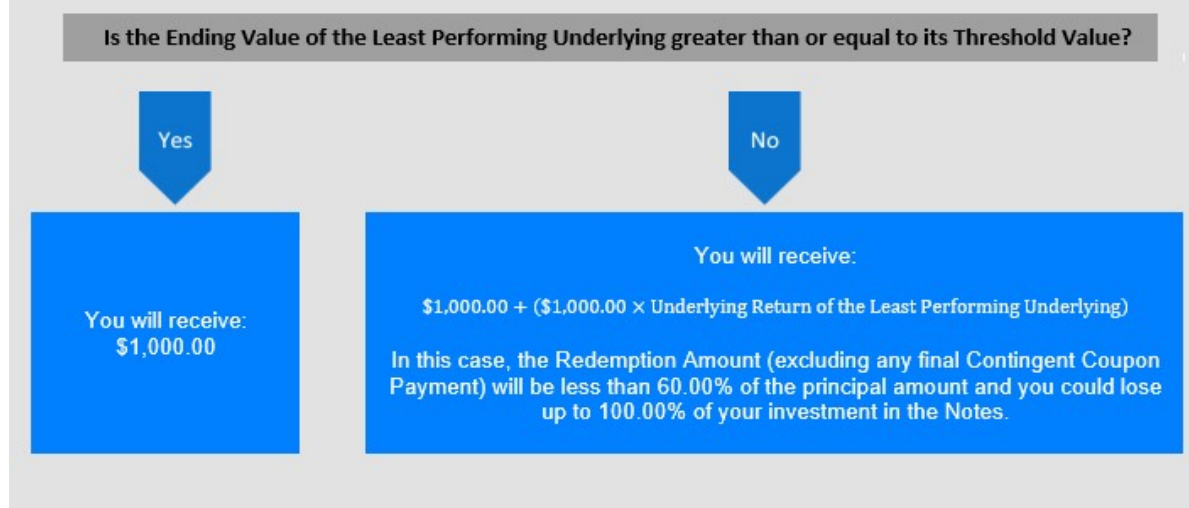 Is the Ending Value of the Least Performing Underlying greater than or equal to its Threshold Value?
Yes
No
You will receive:
$1,000.00
You will receive:
$1,000.00 + ($1,000.00 × Underlying Return of the Least Performing Underlying)
In this case, the Redemption Amount (excluding any final Contingent Coupon
Payment) will be less than 60.00% of the principal amount and you could lose
up to 100.00% of your investment in the Notes.